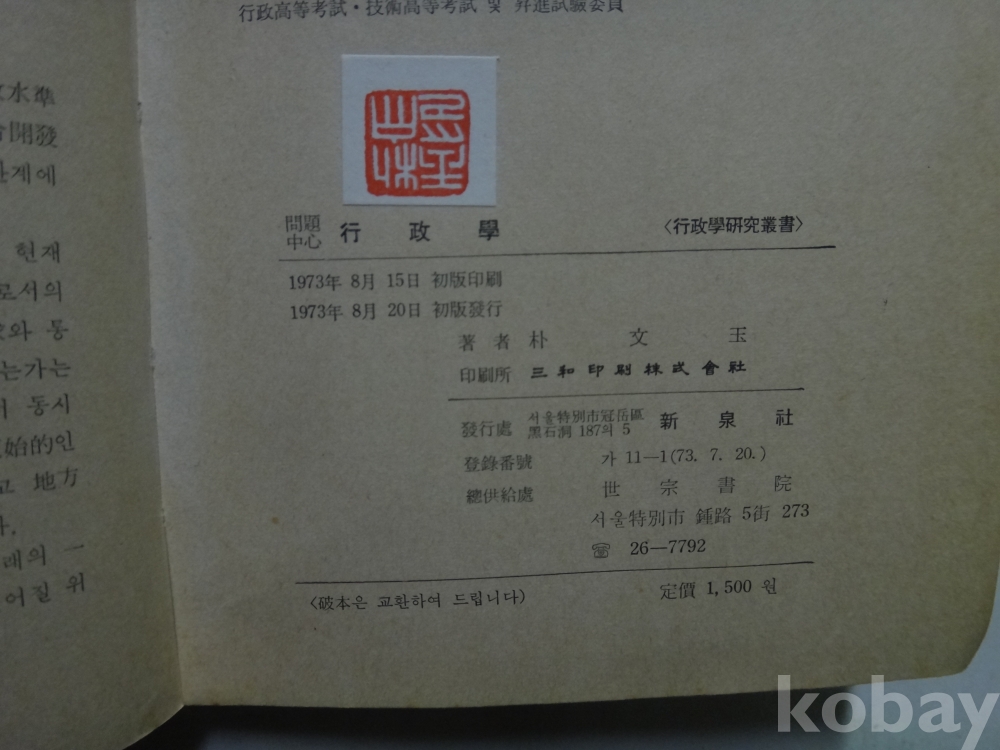 水準
開發
관계에
현재
로서의
와 통
는가는
서 동시
始的인
고 地方
다.
래의 一
어질 위
行政高等考試・技術高等考試 및 昇進試驗委員
問題中心 行政學 〈行政學硏究叢書〉
1973年 8月 15日 初版印刷
1973年 8月 20日 初版發行
著者 朴文玉
印刷所 三和印刷株式會社
發行處 서울特別市冠岳區黑石洞 187의 5 新泉社
登錄番號 가 11—1(73. 7. 20.)
總供給處 世宗書院
서울特別市 鍾路 5街 273
☎ 26—7792
〈破本은 교환하여 드립니다〉 定價 1,500 원
kobay